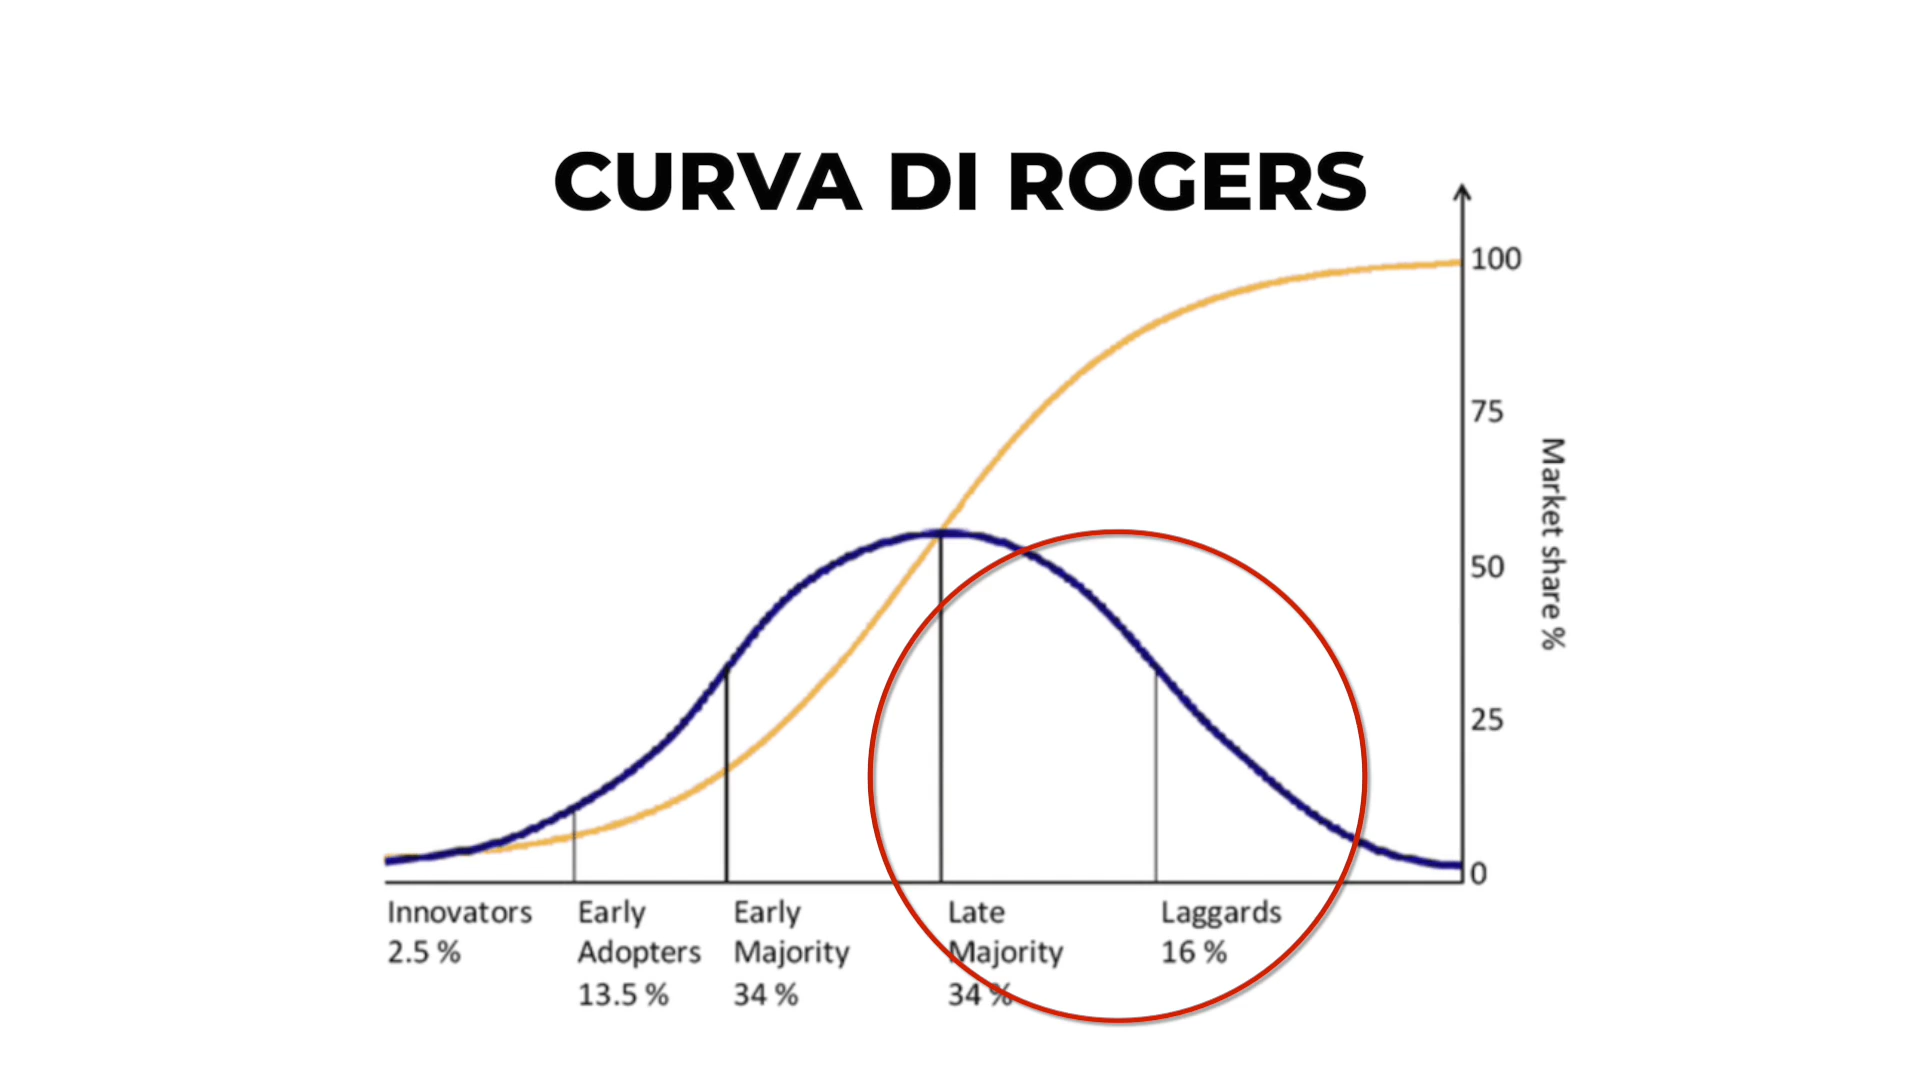 CURVA DI ROGERS
100
75
50
25
0
Market share %
Innovators
2.5 %
Early
Adopters
13.5 %
Early
Majority
34 %
Late
Majority
34 %
Laggards
16 %